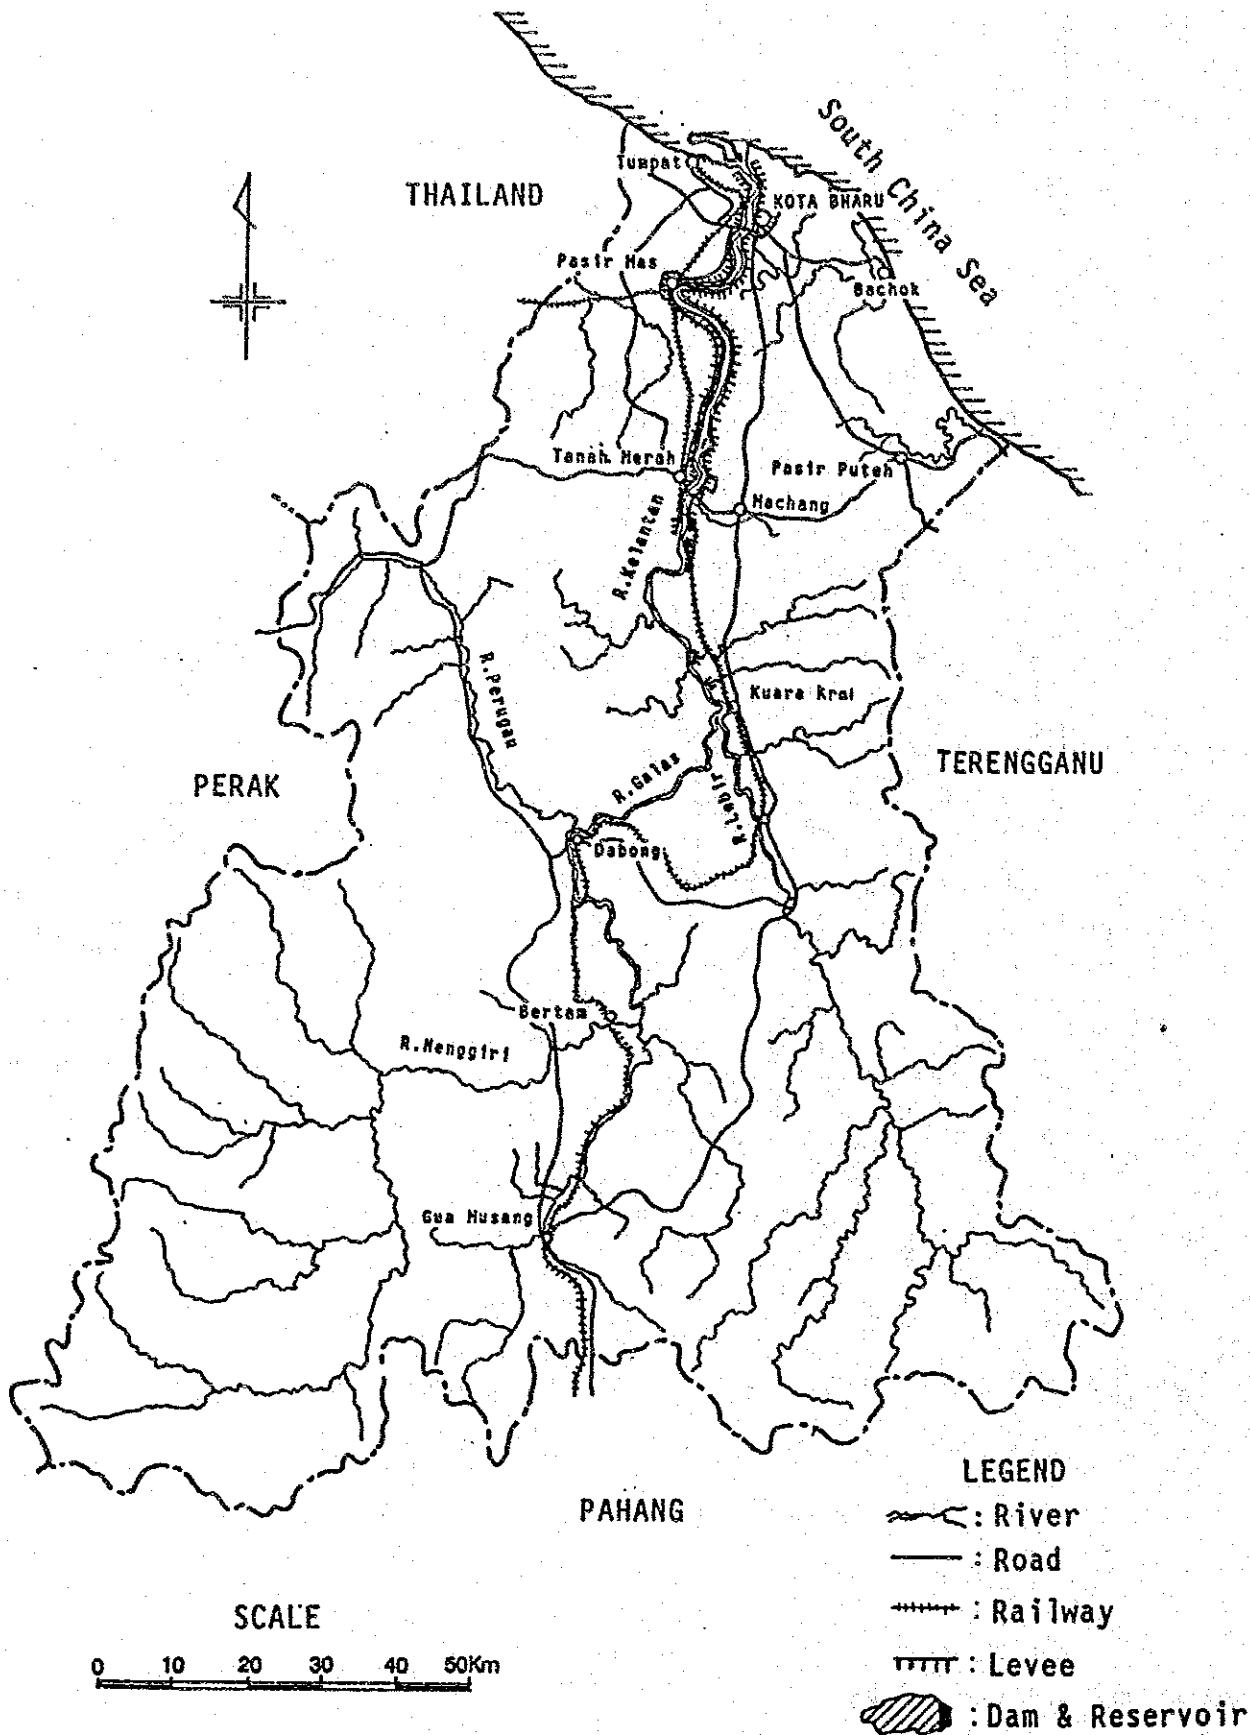 South China Sea
Tumpat
THAILAND
KOTA BHARU
Pasir Mas
Bachok
Tanah Merah
Pasir Puteh
Machang
R.Kelantan
R.Perugau
Kuara Krai
TERENGGANU
PERAK
R.Galas
R.Lebir
Dabong
Bertam
R.Nenggiri
Gua Musang
LEGEND
PAHANG
: River
: Road
SCALE
: Railway
0 10 20 30 40 50Km
: Levee
: Dam & Reservoir